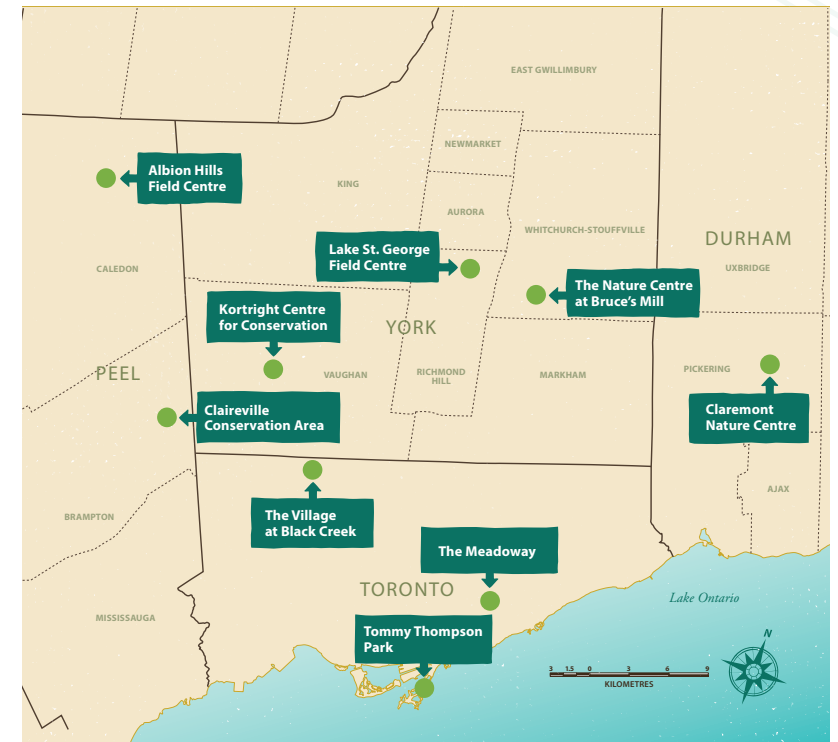 EAST GWILLIMBURY
NEWMARKET
Albion Hills
Field Centre
KING
AURORA
WHITCHURCH-STOUFFVILLE
DURHAM
UXBRIDGE
CALEDON
Lake St. George
Field Centre
The Nature Centre
at Bruce's Mill
Kortright Centre
for Conservation
YORK
PEEL
VAUGHAN
RICHMOND
HILL
MARKHAM
PICKERING
Claireville
Conservation Area
Claremont
Nature Centre
AJAX
BRAMPTON
The Village
at Black Creek
The Meadoway
TORONTO
Lake Ontario
MISSISSAUGA
Tommy Thompson
Park
N
3 1.5 0 3 6 9
KILOMETRES